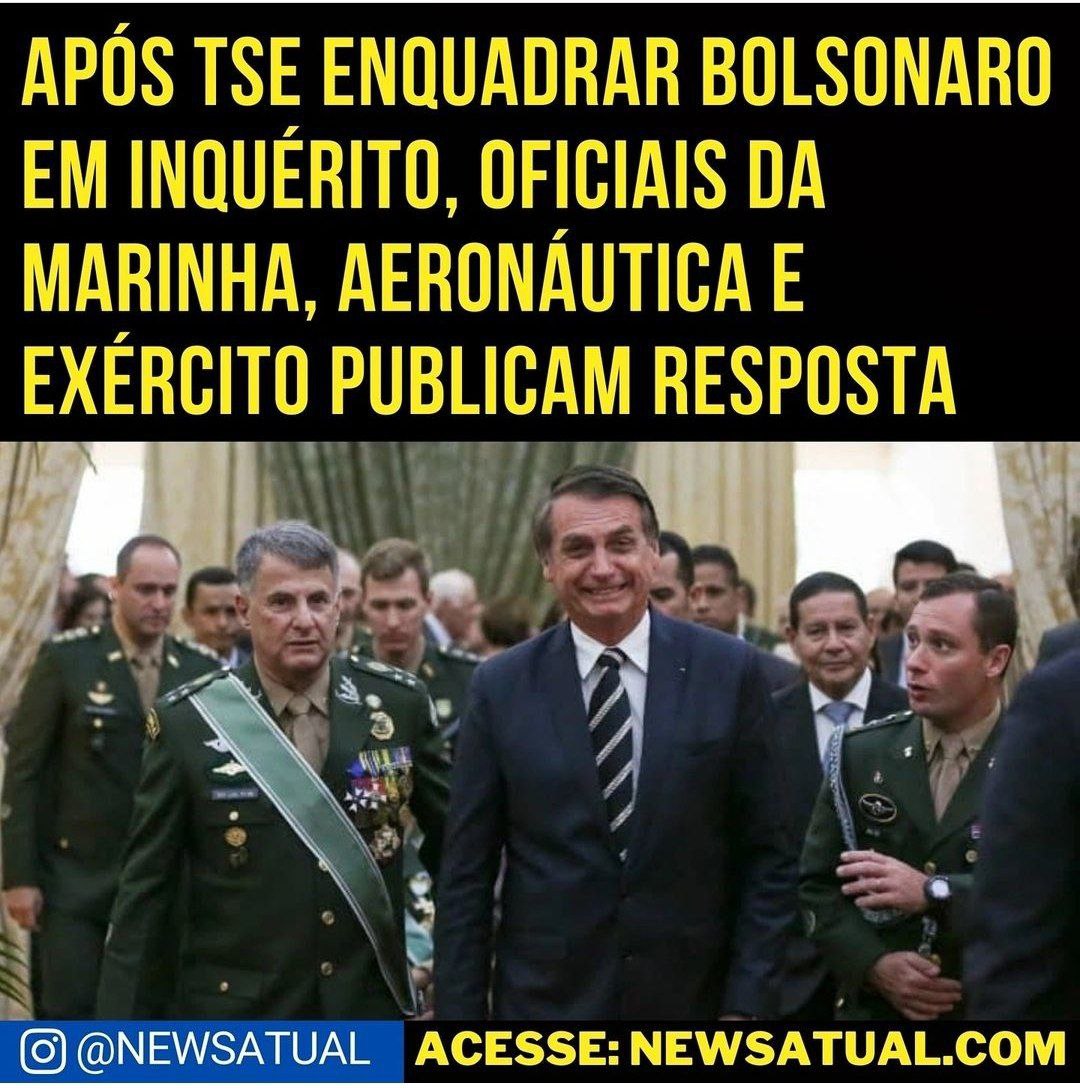 APÓS TSE ENQUADRAR BOLSONARO
EM INQUÉRITO, OFICIAIS DA
MARINHA, AERONÁUTICA E
EXÉRCITO PUBLICAM RESPOSTA
@NEWSATUAL
ACESSE: NEWSATUAL.COM